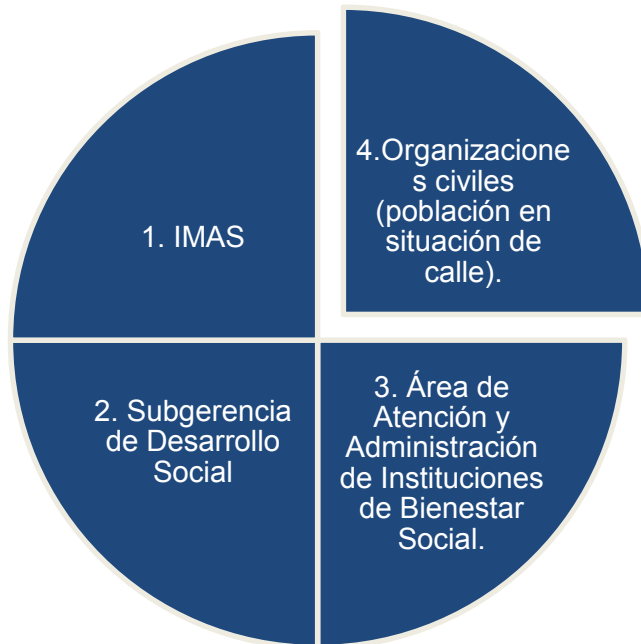 1. IMAS
4.Organizacione
s civiles
(población en
situación de
calle).
2. Subgerencia
de Desarrollo
Social
3. Área de
Atención y
Administración
de Instituciones
de Bienestar
Social.